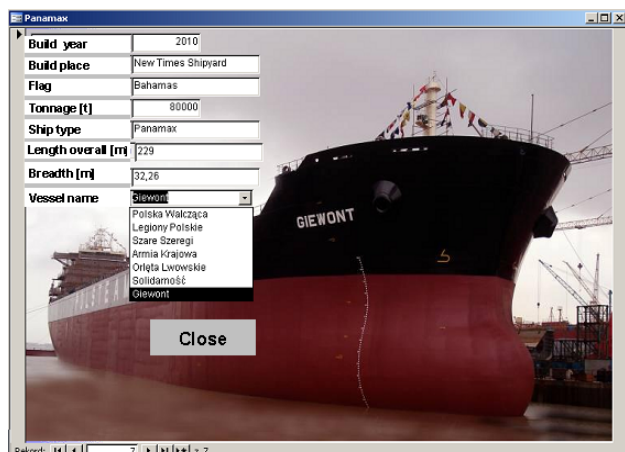 Panamax
Build year 2010
Build place New Times Shipyard
Flag Bahamas
Tonnage [t] 80000
Ship type Panamax
Length overall [m] 229
Breadth [m] 32,26
Vessel name Giewont
Polska Walcząca
Legiony Polskie
Szare Szeregi
Armia Krajowa
Orlęta Lwowskie
Solidarność
Giewont
GIEWONT
Close
Rekord: 7 z 7